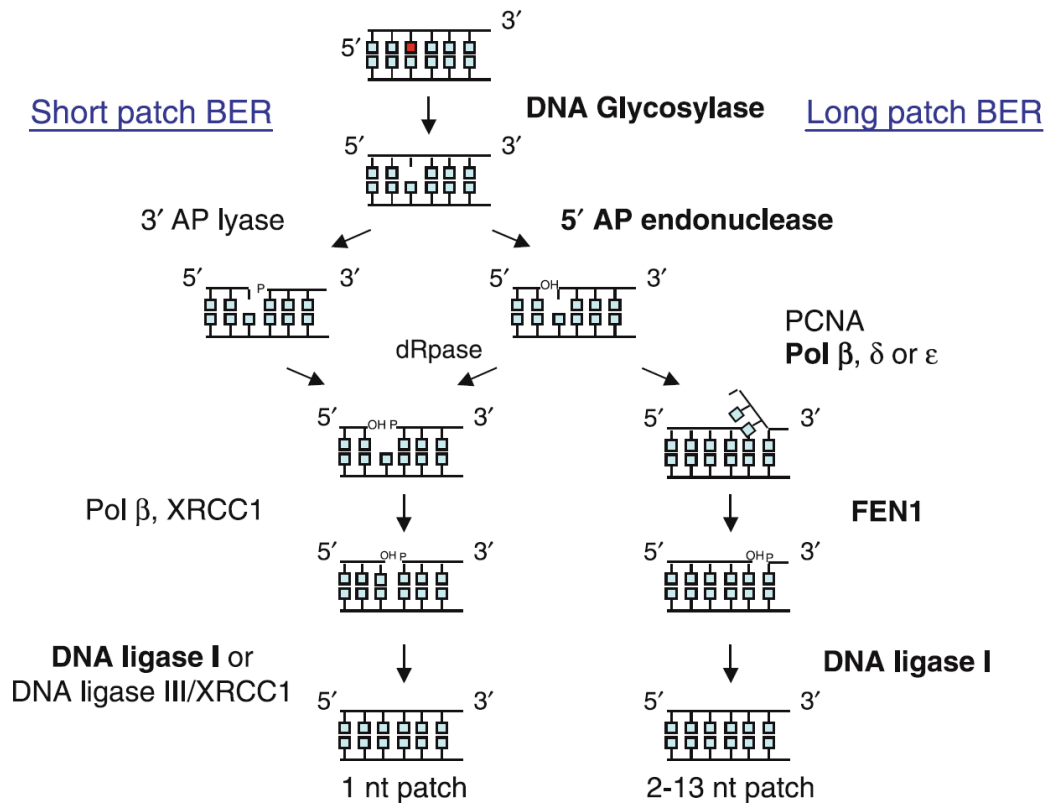 3′
5′
Short patch BER
DNA Glycosylase
Long patch BER
5′ 3′
3′ AP lyase
5′ AP endonuclease
5′ P 3′
5′ OH 3′
PCNA
Pol β, δ or ε
dRpase
5′ OH P 3′
5′ 3′
Pol β, XRCC1
FEN1
5′ OH P 3′
5′ OH P 3′
DNA ligase I or
DNA ligase III/XRCC1
DNA ligase I
5′ 3′
5′ 3′
1 nt patch
2-13 nt patch